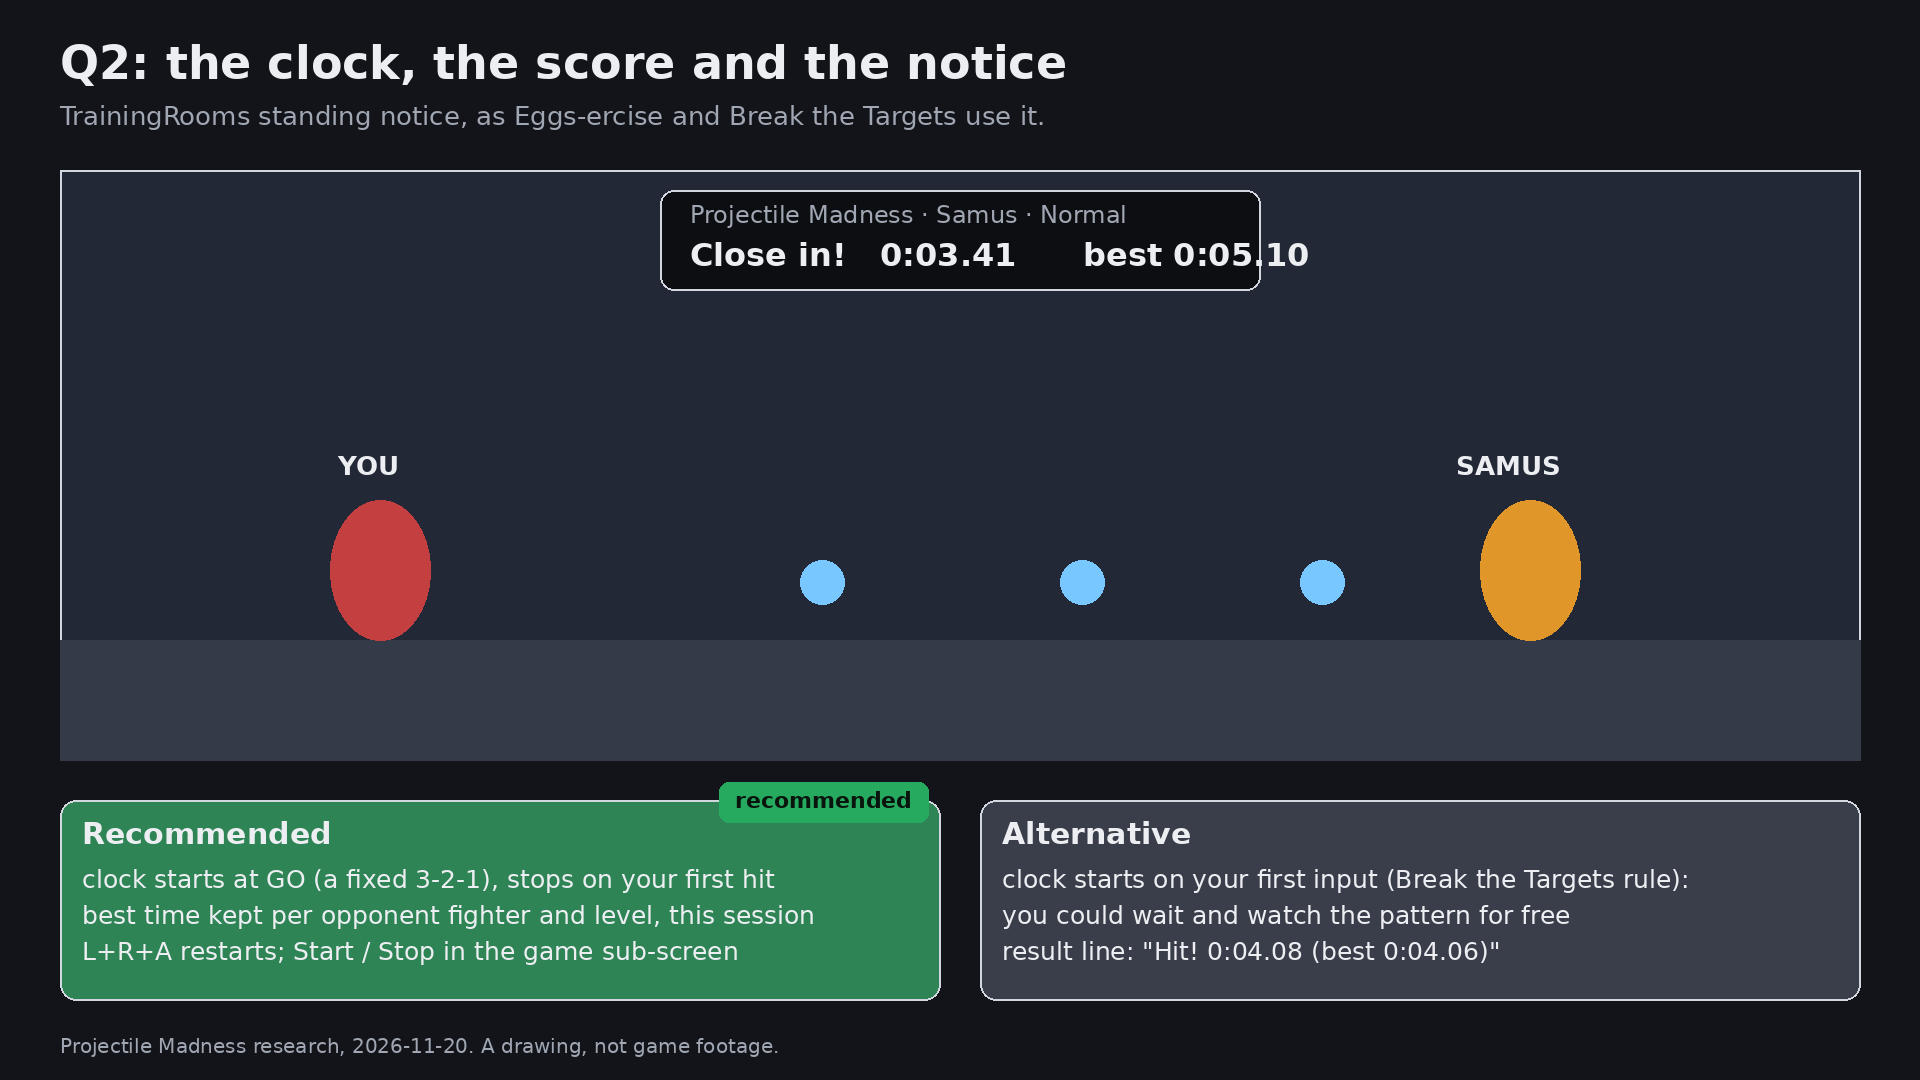 Q2: the clock, the score and the notice
TrainingRooms standing notice, as Eggs-ercise and Break the Targets use it.
Projectile Madness · Samus · Normal
Close in!   0:03.41      best 0:05.10
YOU
SAMUS
recommended
Recommended
clock starts at GO (a fixed 3-2-1), stops on your first hit
best time kept per opponent fighter and level, this session
L+R+A restarts; Start / Stop in the game sub-screen
Alternative
clock starts on your first input (Break the Targets rule):
you could wait and watch the pattern for free
result line: "Hit! 0:04.08 (best 0:04.06)"
Projectile Madness research, 2026-11-20. A drawing, not game footage.